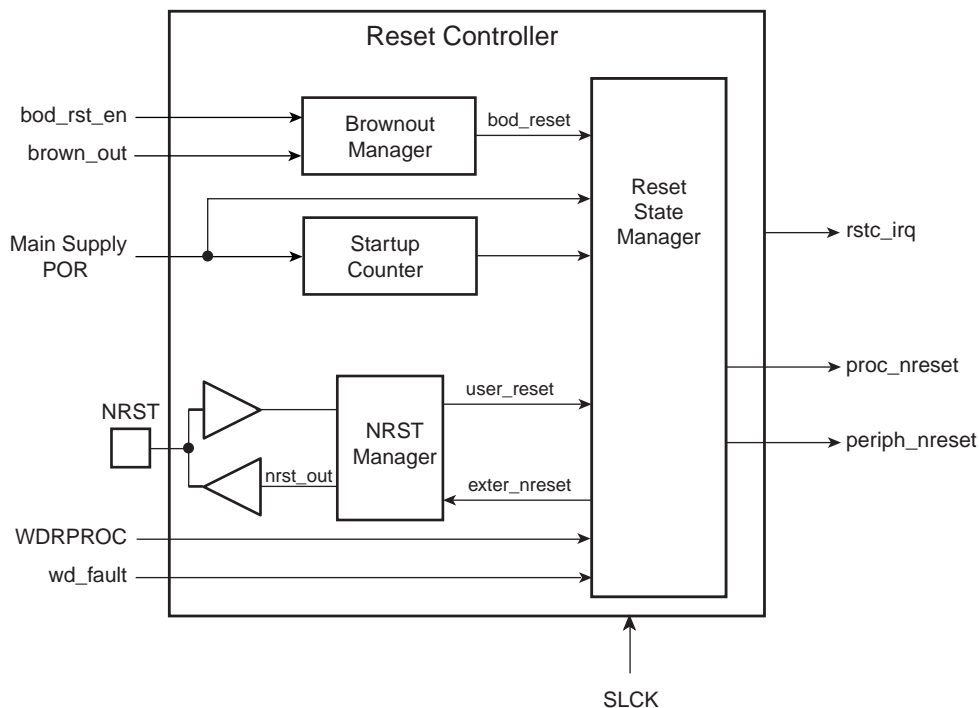 Reset Controller
bod_rst_en
brown_out
Brownout
Manager
bod_reset
Main Supply
POR
Startup
Counter
Reset
State
Manager
rstc_irq
proc_nreset
periph_nreset
NRST
NRST
Manager
user_reset
nrst_out
exter_nreset
WDRPROC
wd_fault
SLCK